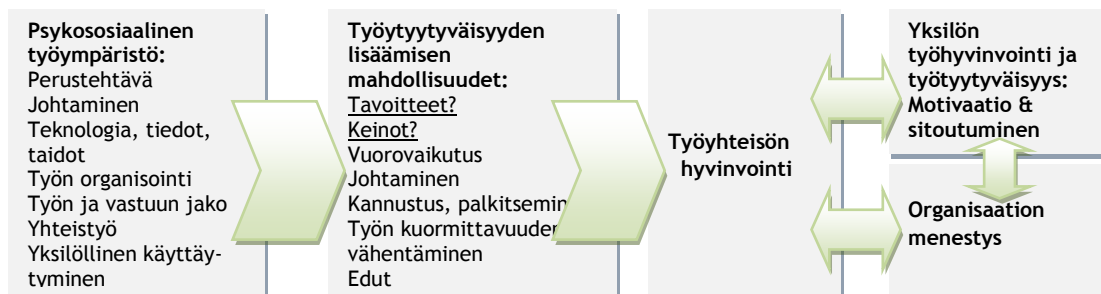 Psykososiaalinen
työympäristö:
Perustehtävä
Johtaminen
Teknologia, tiedot,
taidot
Työn organisointi
Työn ja vastuun jako
Yhteistyö
Yksilöllinen käyttäy-
tyminen
Työtytyväisyyden
lisäämisen
mahdollisuudet:
Tavoitteet?
Keinot?
Vuorovaikutus
Johtaminen
Kannustus, palkitsemin
Työn kuormittavuuden
vähentäminen
Edut
Työyhteisön
hyvinvointi
Yksilön
työhyvinvointi ja
työtyytyväisyys:
Motivaatio &
sitoutuminen
Organisaation
menestys